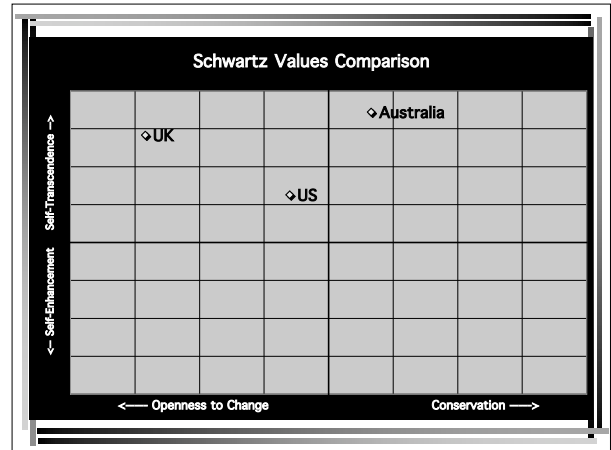 Schwartz Values Comparison
Australia
UK
US
Self-Transcendence —>
<— Self-Enhancement
<—— Openness to Change
Conservation ——>